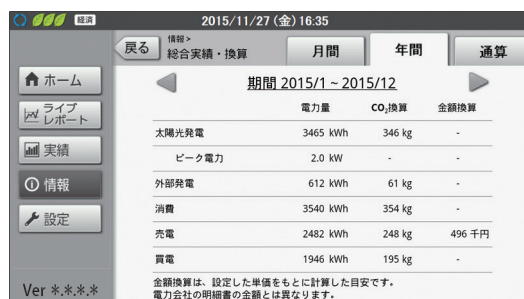 経済
2015/11/27 (金) 16:35
戻る
情報>
総合実績・換算
月間
年間
通算
ホーム
ライブ
レポート
実績
情報
設定
Ver *.*.*.*
期間 2015/1 ~ 2015/12
電力量 CO₂換算 金額換算
太陽光発電 3465 kWh 346 kg -
ピーク電力 2.0 kW - -
外部発電 612 kWh 61 kg -
消費 3540 kWh 354 kg -
売電 2482 kWh 248 kg 496 千円
買電 1946 kWh 195 kg -
金額換算は、設定した単価をもとに計算した目安です。
電力会社の明細書の金額とは異なります。